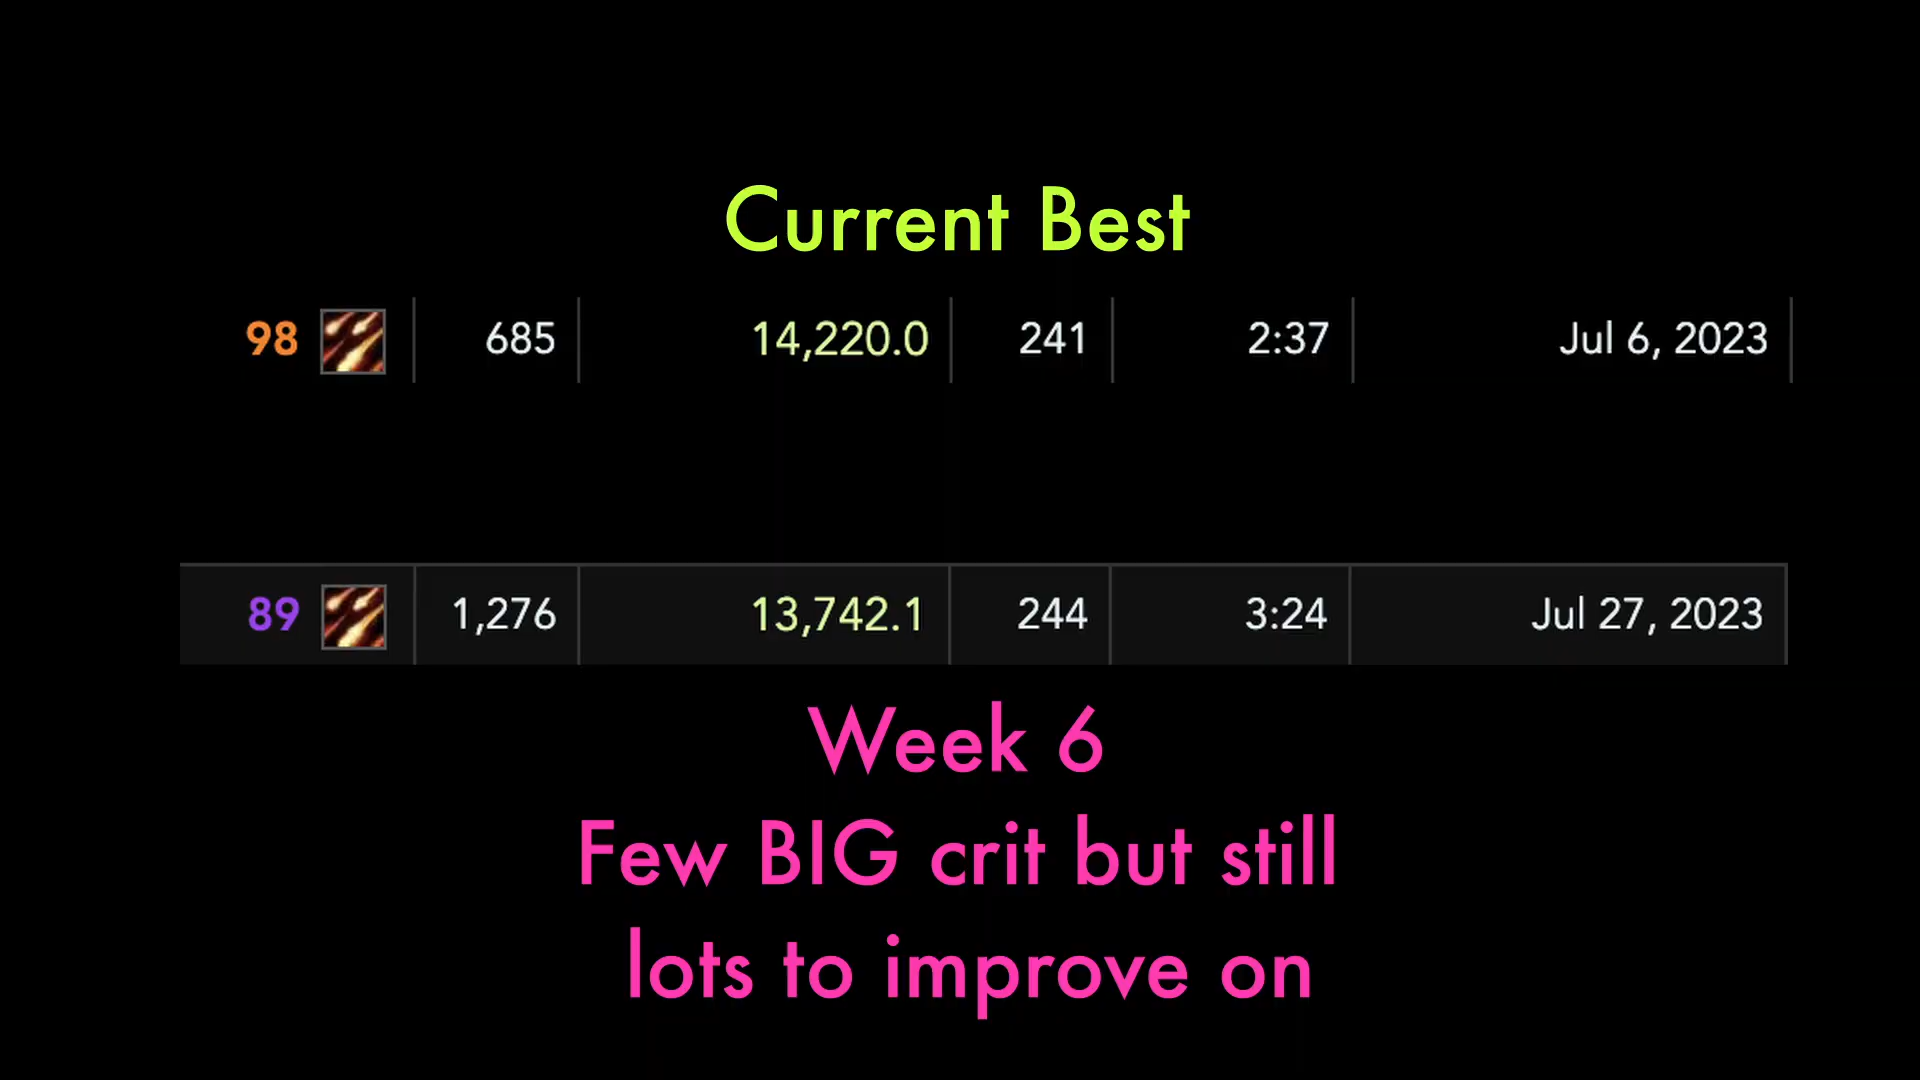 Current Best
98 685 14,220.0 241 2:37 Jul 6, 2023
89 1,276 13,742.1 244 3:24 Jul 27, 2023
Week 6
Few BIG crit but still
lots to improve on